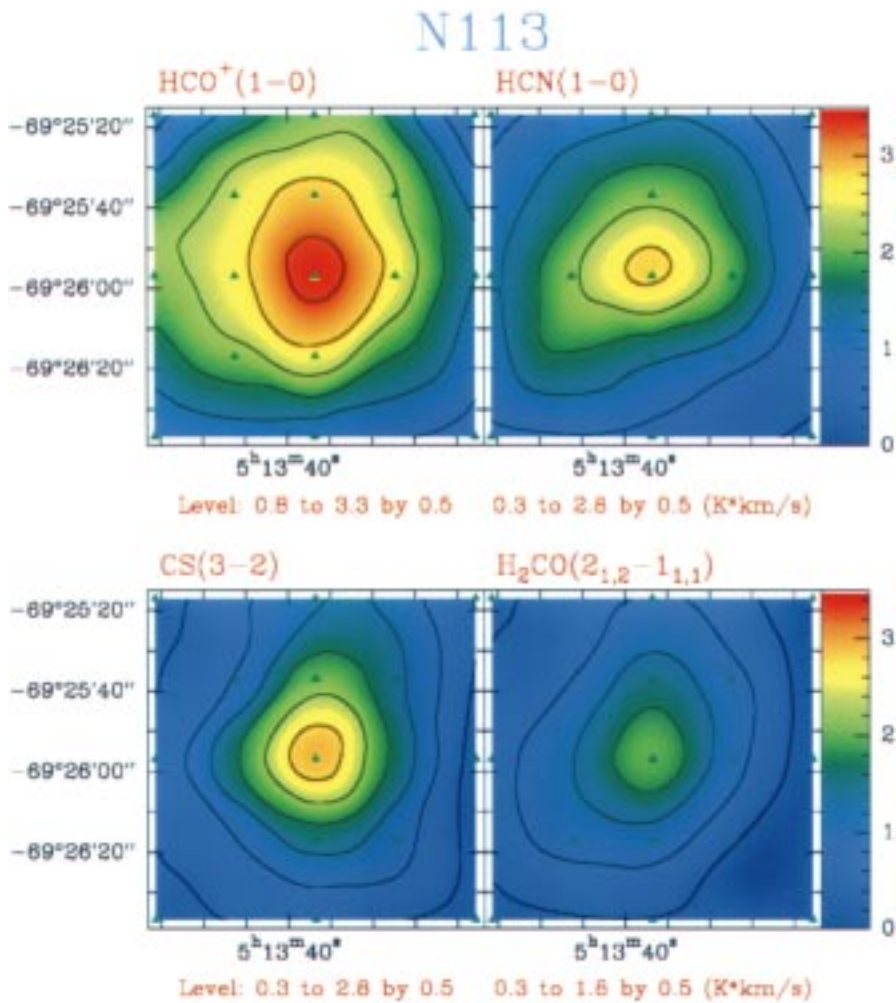 N113
HCO⁺(1−0) HCN(1−0)
−69°25'20"
−69°25'40"
−69°26'00"
−69°26'20"
3
2
1
0
5ʰ13ᵐ40ˢ 5ʰ13ᵐ40ˢ
Level: 0.8 to 3.3 by 0.5 0.3 to 2.8 by 0.5 (K*km/s)
CS(3−2) H₂CO(2₁,₂−1₁,₁)
−69°25'20"
−69°25'40"
−69°26'00"
−69°26'20"
3
2
1
0
5ʰ13ᵐ40ˢ 5ʰ13ᵐ40ˢ
Level: 0.3 to 2.8 by 0.5 0.3 to 1.8 by 0.5 (K*km/s)